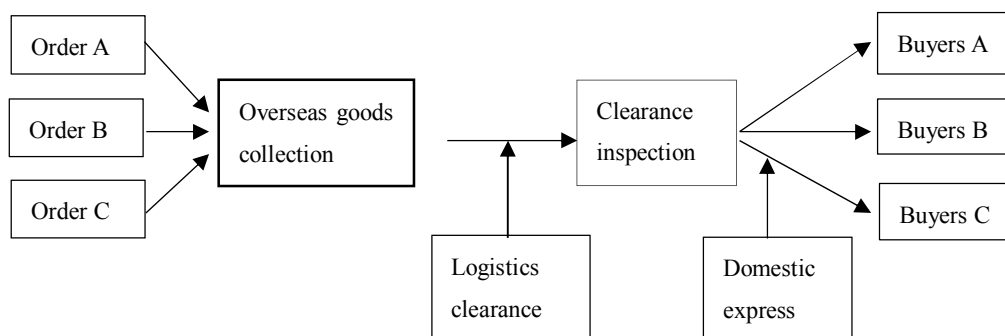 Order A
Order B
Order C
Overseas goods
collection
Clearance
inspection
Buyers A
Buyers B
Buyers C
Logistics
clearance
Domestic
express